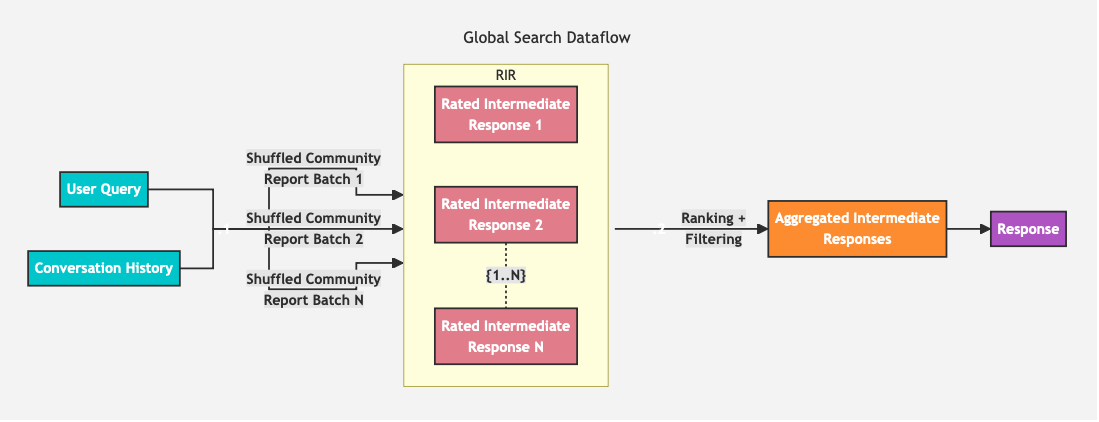 Global Search Dataflow
RIR
Rated Intermediate
Response 1
User Query
Conversation History
Shuffled Community
Report Batch 1
Shuffled Community
Report Batch 2
Shuffled Community
Report Batch N
Rated Intermediate
Response 2
{1..N}
Rated Intermediate
Response N
Ranking +
Filtering
Aggregated Intermediate
Responses
Response